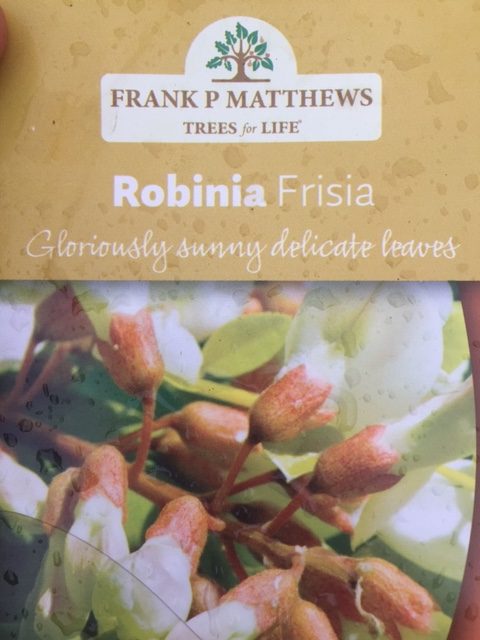 FRANK P MATTHEWS
TREES for LIFE®
Robinia Frisia
Gloriously sunny delicate leaves